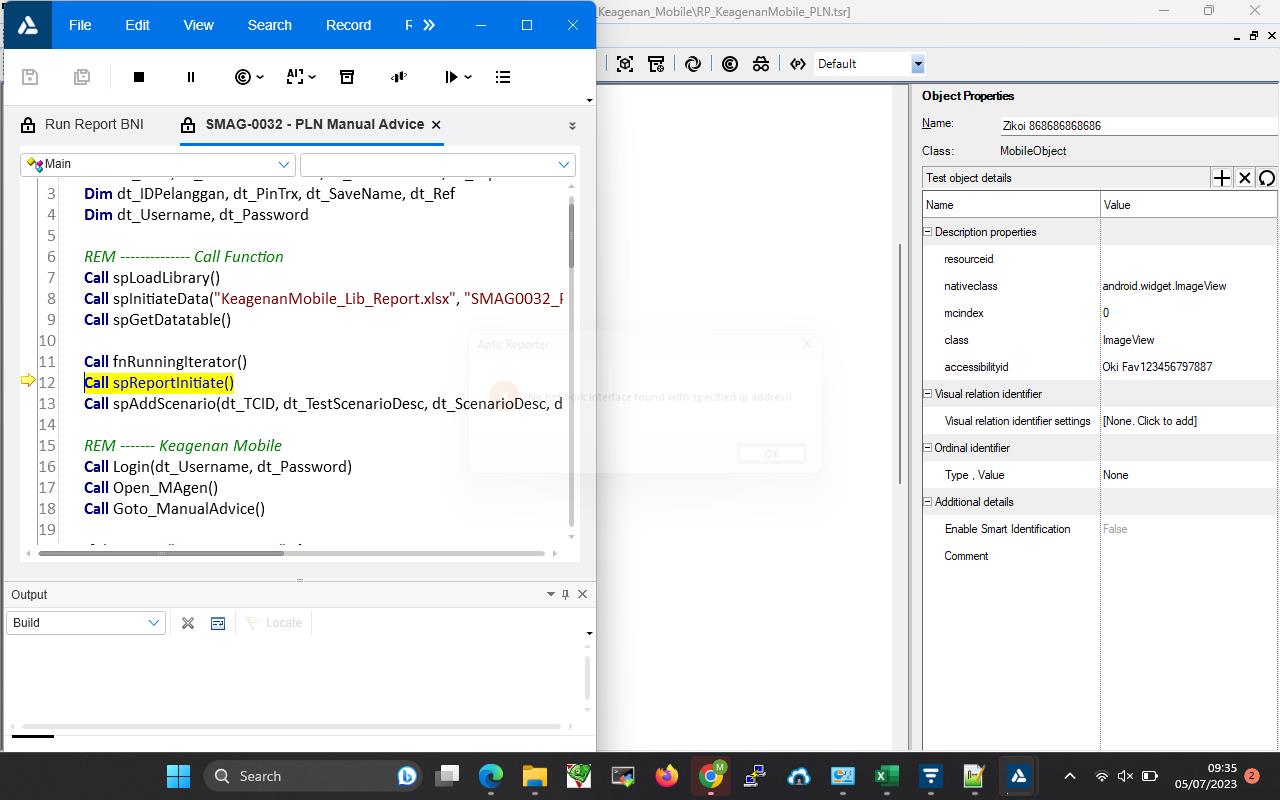 _Keagenan_Mobile\RP_KeagenanMobile_PLN.tsr]
File Edit View Search Record
Default
Run Report BNI
SMAG-0032 - PLN Manual Advice
Main
3 Dim dt_IDPelanggan, dt_PinTrx, dt_SaveName, dt_Ref
4 Dim dt_Username, dt_Password
5
6 REM -------------- Call Function
7 Call spLoadLibrary()
8 Call spInitiateData("KeagenanMobile_Lib_Report.xlsx", "SMAG0032_
9 Call spGetDatatable()
10
11 Call fnRunningIterator()
12 Call spReportInitiate()
13 Call spAddScenario(dt_TCID, dt_TestScenarioDesc, dt_ScenarioDesc, d
14
15 REM ------- Keagenan Mobile
16 Call Login(dt_Username, dt_Password)
17 Call Open_MAgen()
18 Call Goto_ManualAdvice()
19
Aplic Reporter
No network interface found with specified ip address!
OK
Output
Build
Locate
Object Properties
Name: Zikoi 868686868686
Class: MobileObject
Test object details
Name Value
Description properties
resourceid
nativeclass android.widget.ImageView
mcindex 0
class ImageView
accessibilityid Oki Fav123456797887
Visual relation identifier
Visual relation identifier settings [None. Click to add]
Ordinal identifier
Type , Value None
Additional details
Enable Smart Identification False
Comment
Search
M
09:35
05/07/2023
2